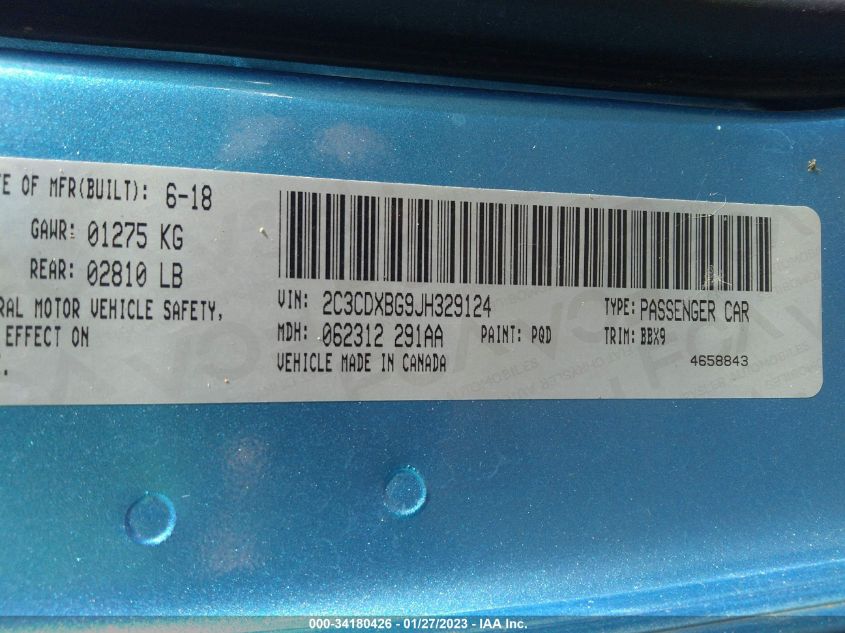 TE OF MFR(BUILT): 6-18
GAWR: 01275 KG
REAR: 02810 LB
RAL MOTOR VEHICLE SAFETY,
EFFECT ON
VIN: 2C3CDXBG9JH329124 TYPE: PASSENGER CAR
MDH: 062312 291AA PAINT: PQD TRIM: BBX9
VEHICLE MADE IN CANADA 4658843
000-34180426 - 01/27/2023 - IAA Inc.